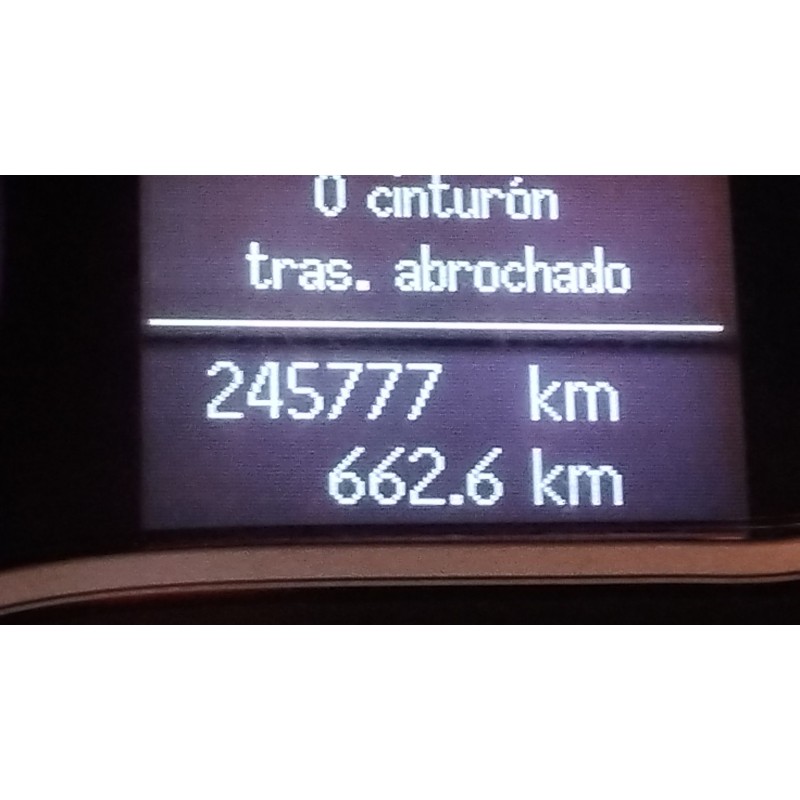 0 cinturón
tras. abrochado
245777 km
662.6 km